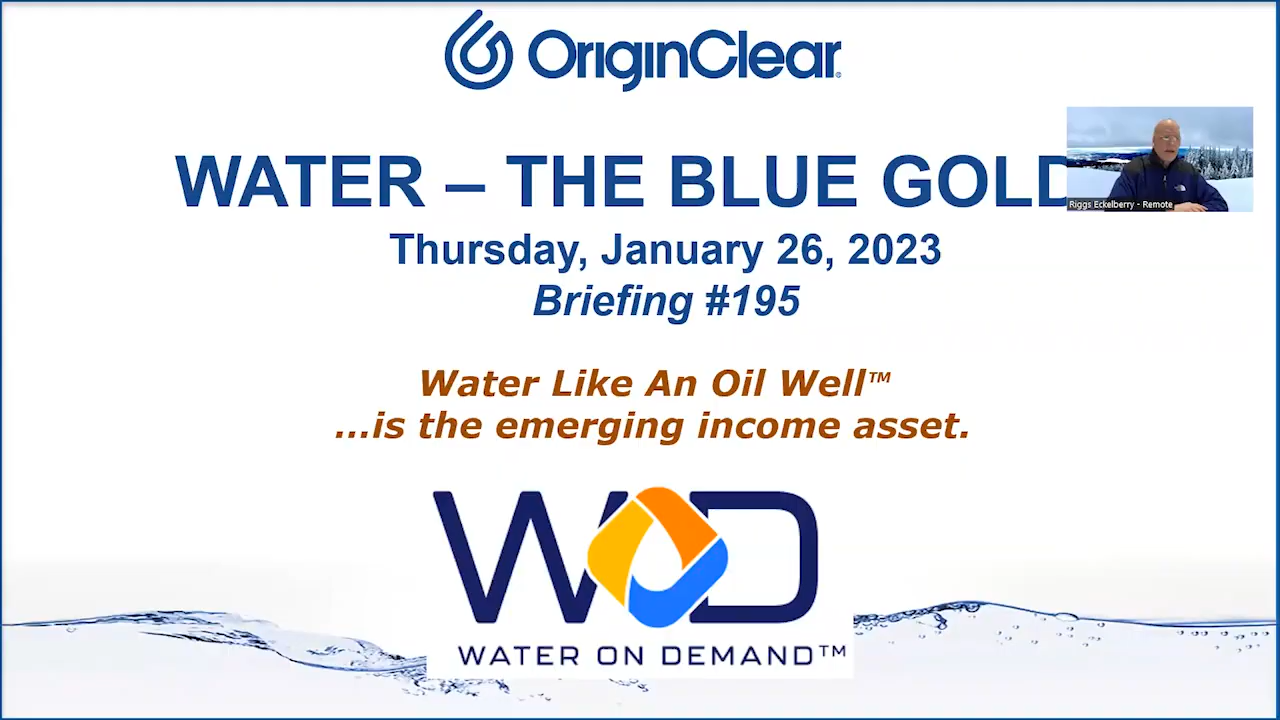 OriginClear®
WATER – THE BLUE GOLD
Riggs Eckelberry - Remote
Thursday, January 26, 2023
Briefing #195
Water Like An Oil Well™
...is the emerging income asset.
WOD
WATER ON DEMAND™